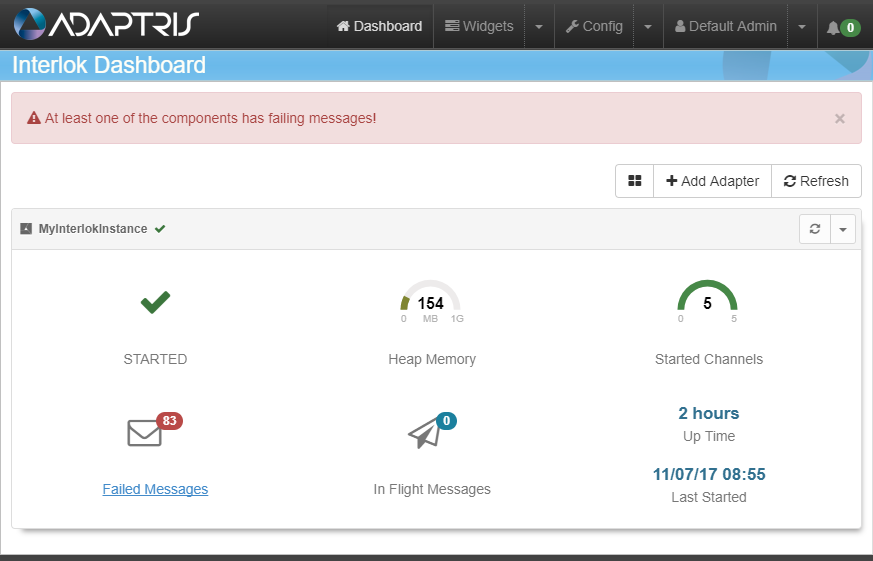 ADAPTRIS
Dashboard Widgets Config Default Admin 0
Interlok Dashboard
At least one of the components has failing messages! ×
Add Adapter Refresh
MyInterlokInstance
154 5
0 MB 1G 0 5
STARTED Heap Memory Started Channels
83 0 2 hours
Up Time
11/07/17 08:55
Failed Messages In Flight Messages Last Started